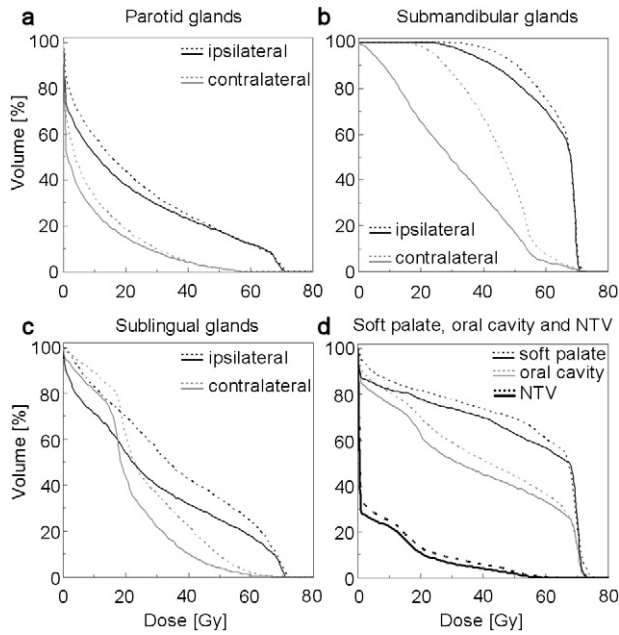 a Parotid glands
100
80
60
40
20
0
Volume [%]
ipsilateral
contralateral
0 20 40 60 80
b Submandibular glands
100
80
60
40
20
0
ipsilateral
contralateral
0 20 40 60 80
c Sublingual glands
100
80
60
40
20
0
Volume [%]
ipsilateral
contralateral
0 20 40 60 80
Dose [Gy]
d Soft palate, oral cavity and NTV
100
80
60
40
20
0
soft palate
oral cavity
NTV
0 20 40 60 80
Dose [Gy]